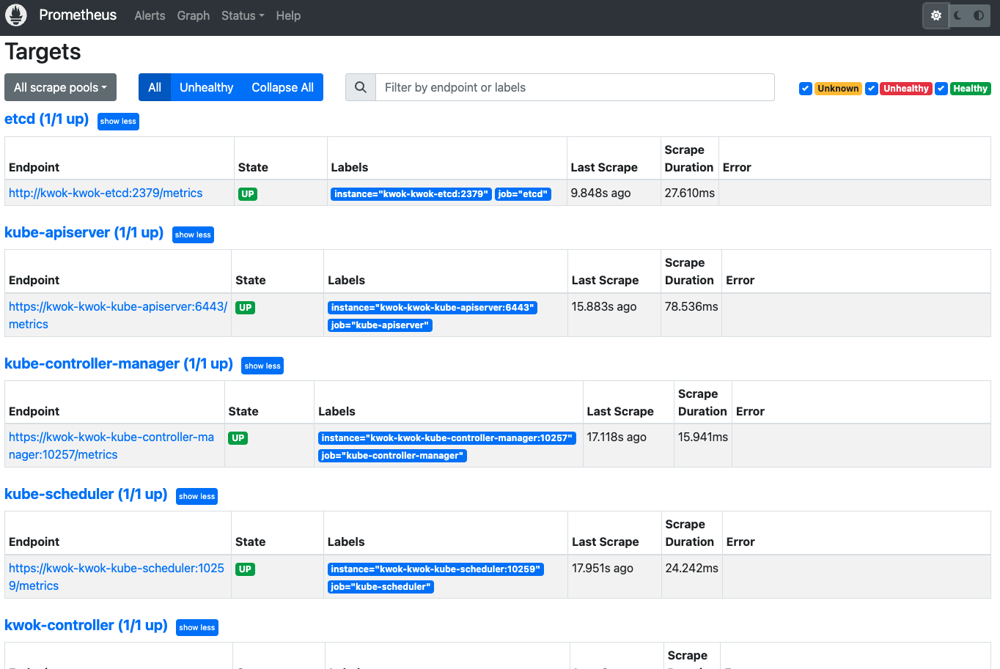 Prometheus Alerts Graph Status Help
Targets
All scrape pools All Unhealthy Collapse All Filter by endpoint or labels Unknown Unhealthy Healthy
etcd (1/1 up) show less
Scrape
Endpoint State Labels Last Scrape Duration Error
http://kwok-kwok-etcd:2379/metrics UP instance="kwok-kwok-etcd:2379" job="etcd" 9.848s ago 27.610ms
kube-apiserver (1/1 up) show less
Scrape
Endpoint State Labels Last Scrape Duration Error
https://kwok-kwok-kube-apiserver:6443/ UP instance="kwok-kwok-kube-apiserver:6443" 15.883s ago 78.536ms
metrics job="kube-apiserver"
kube-controller-manager (1/1 up) show less
Scrape
Endpoint State Labels Last Scrape Duration Error
https://kwok-kwok-kube-controller-ma UP instance="kwok-kwok-kube-controller-manager:10257" 17.118s ago 15.941ms
nager:10257/metrics job="kube-controller-manager"
kube-scheduler (1/1 up) show less
Scrape
Endpoint State Labels Last Scrape Duration Error
https://kwok-kwok-kube-scheduler:1025 UP instance="kwok-kwok-kube-scheduler:10259" 17.951s ago 24.242ms
9/metrics job="kube-scheduler"
kwok-controller (1/1 up) show less
Scrape